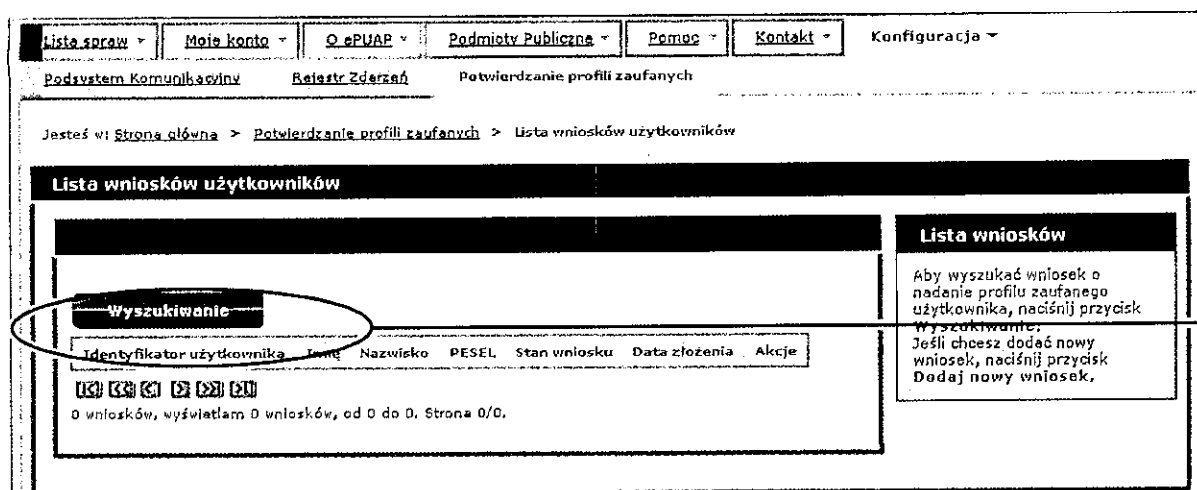 Lista spraw Moje konto O ePUAP Podmioty Publiczne Pomoc Kontakt Konfiguracja
Podsystem Komunikacyjny Rejestr Zdarzeń Potwierdzanie profili zaufanych
Jesteś w: Strona główna > Potwierdzanie profili zaufanych > Lista wniosków użytkowników
Lista wniosków użytkowników
Wyszukiwanie
Identyfikator użytkownika Imię Nazwisko PESEL Stan wniosku Data złożenia Akcje
0 wniosków, wyświetlam 0 wniosków, od 0 do 0. Strona 0/0.
Lista wniosków
Aby wyszukać wniosek o
nadanie profilu zaufanego
użytkownika, naciśnij przycisk
Wyszukiwanie.
Jeśli chcesz dodać nowy
wniosek, naciśnij przycisk
Dodaj nowy wniosek.